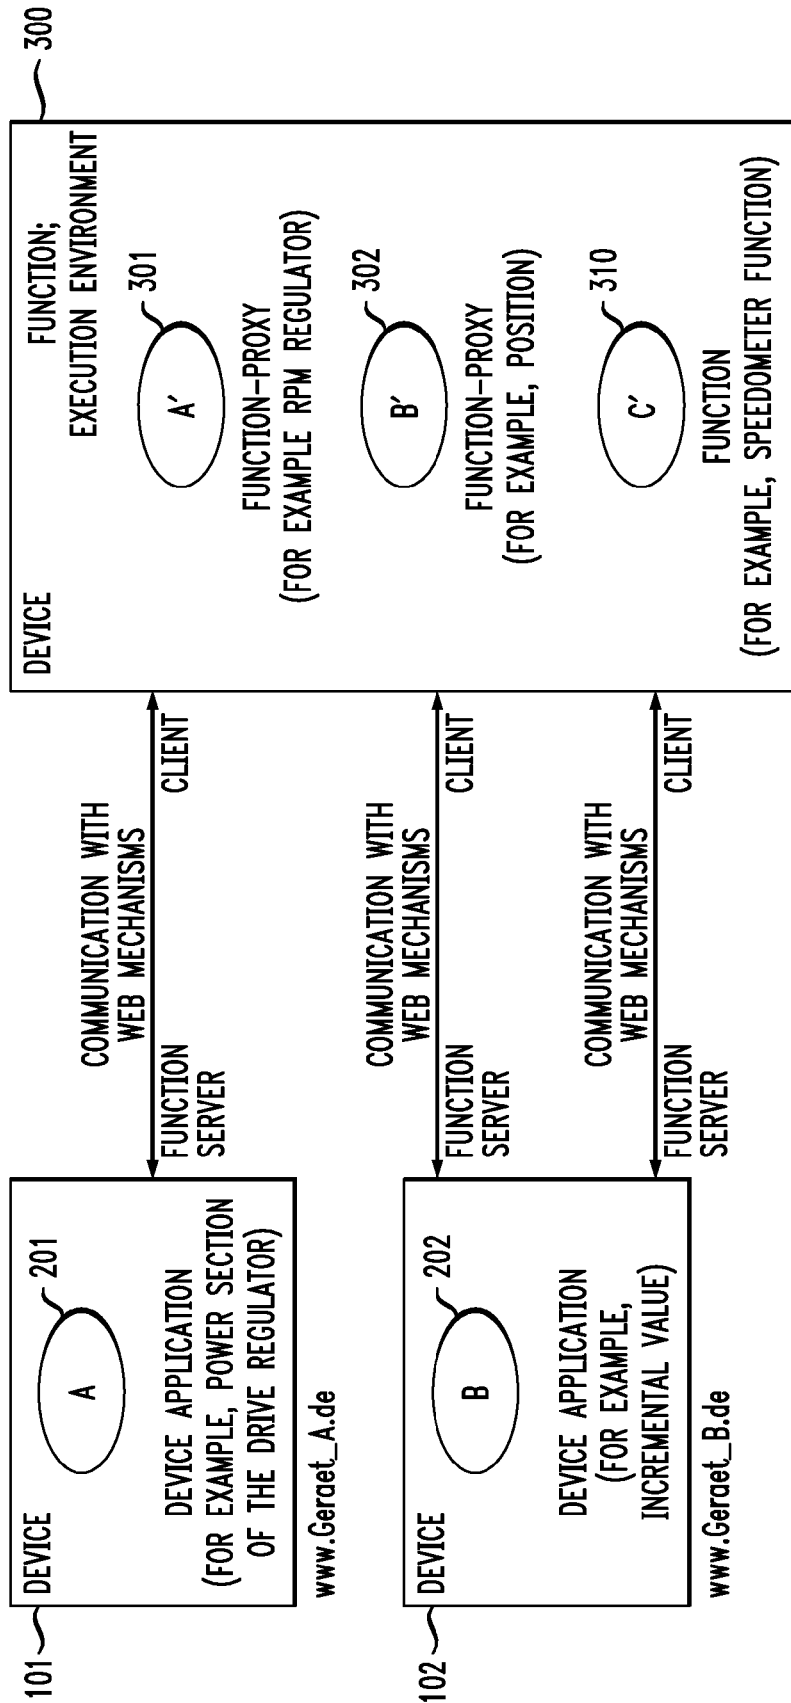 101
DEVICE
A
201
DEVICE APPLICATION
(FOR EXAMPLE, POWER SECTION
OF THE DRIVE REGULATOR)
www.Geraet_A.de
COMMUNICATION WITH
WEB MECHANISMS
FUNCTION
SERVER
CLIENT
102
DEVICE
B
202
DEVICE APPLICATION
(FOR EXAMPLE,
INCREMENTAL VALUE)
www.Geraet_B.de
COMMUNICATION WITH
WEB MECHANISMS
FUNCTION
SERVER
CLIENT
COMMUNICATION WITH
WEB MECHANISMS
FUNCTION
SERVER
CLIENT
300
DEVICE
FUNCTION;
EXECUTION ENVIRONMENT
A′
301
FUNCTION-PROXY
(FOR EXAMPLE RPM REGULATOR)
B′
302
FUNCTION-PROXY
(FOR EXAMPLE, POSITION)
C′
310
FUNCTION
(FOR EXAMPLE, SPEEDOMETER FUNCTION)